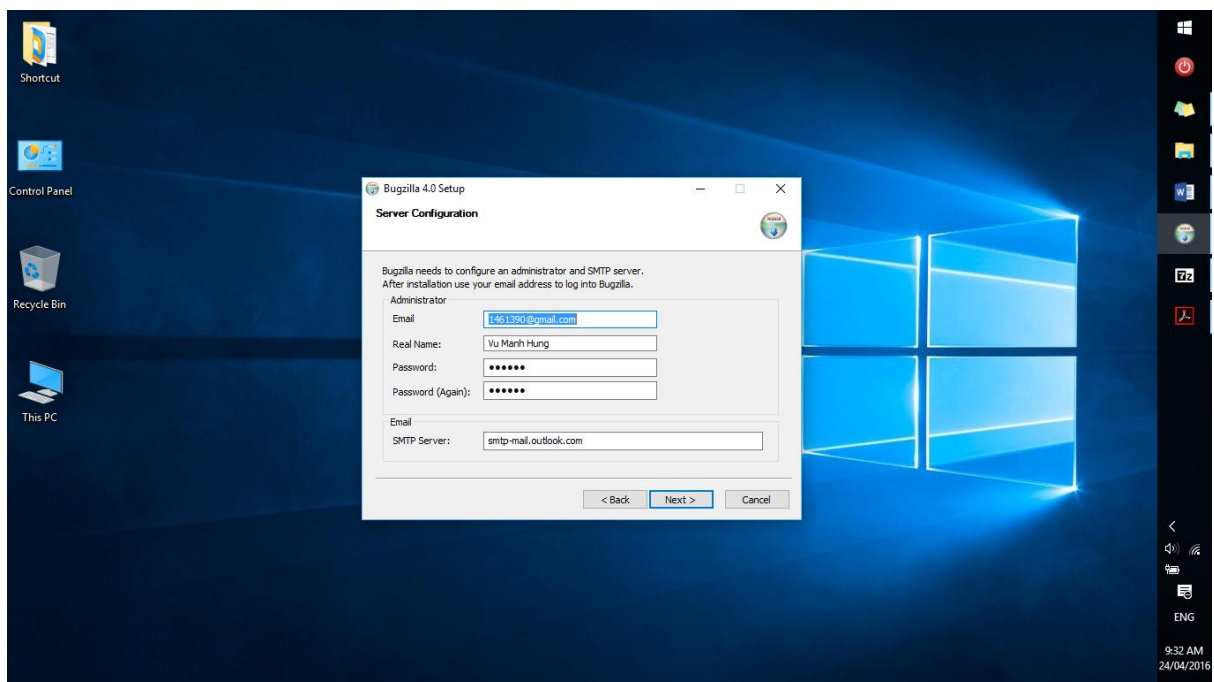 Shortcut
Control Panel
Recycle Bin
This PC
Bugzilla 4.0 Setup
Server Configuration
Bugzilla needs to configure an administrator and SMTP server.
After installation use your email address to log into Bugzilla.
Administrator
Email 1461390@gmail.com
Real Name: Vu Manh Hung
Password: ●●●●●●
Password (Again): ●●●●●●
Email
SMTP Server: smtp-mail.outlook.com
< Back Next > Cancel
W
7z
ENG
9:32 AM
24/04/2016